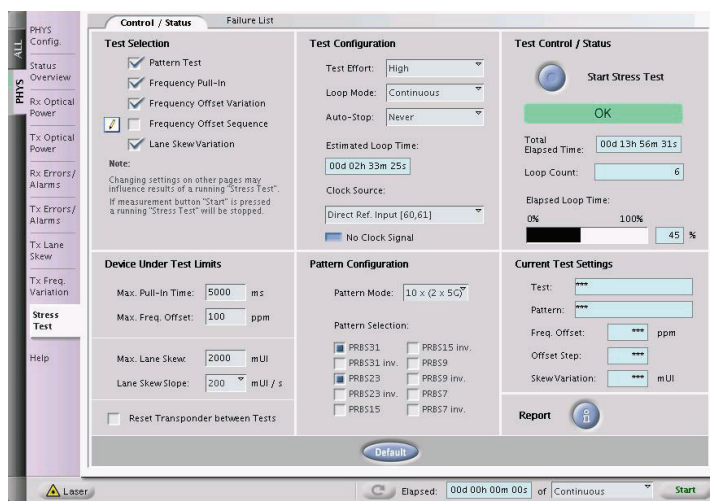 ALL
PHYS
PHYS Config.
Status Overview
Rx Optical Power
Tx Optical Power
Rx Errors/ Alarms
Tx Errors/ Alarms
Tx Lane Skew
Tx Freq. Variation
Stress Test
Help
Control / Status
Failure List
Test Selection
Pattern Test
Frequency Pull-In
Frequency Offset Variation
Frequency Offset Sequence
Lane Skew Variation
Note:
Changing settings on other pages may
influence results of a running "Stress Test".
If measurement button "Start" is pressed
a running "Stress Test" will be stopped.
Test Configuration
Test Effort: High
Loop Mode: Continuous
Auto-Stop: Never
Estimated Loop Time:
00d 02h 33m 25s
Clock Source:
Direct Ref. Input [60,61]
No Clock Signal
Test Control / Status
Start Stress Test
OK
Total Elapsed Time: 00d 13h 56m 31s
Loop Count: 6
Elapsed Loop Time:
0% 100%
45 %
Device Under Test Limits
Max. Pull-In Time: 5000 ms
Max. Freq. Offset: 100 ppm
Max. Lane Skew: 2000 mUI
Lane Skew Slope: 200 mUI / s
Reset Transponder between Tests
Pattern Configuration
Pattern Mode: 10 x (2 x 5G)
Pattern Selection:
PRBS31 PRBS15 inv.
PRBS31 inv. PRBS9
PRBS23 PRBS9 inv.
PRBS23 inv. PRBS7
PRBS15 PRBS7 inv.
Current Test Settings
Test: ***
Pattern: ***
Freq. Offset: *** ppm
Offset Step: ***
Skew Variation: *** mUI
Report
Default
Laser
Elapsed: 00d 00h 00m 00s of Continuous
Start